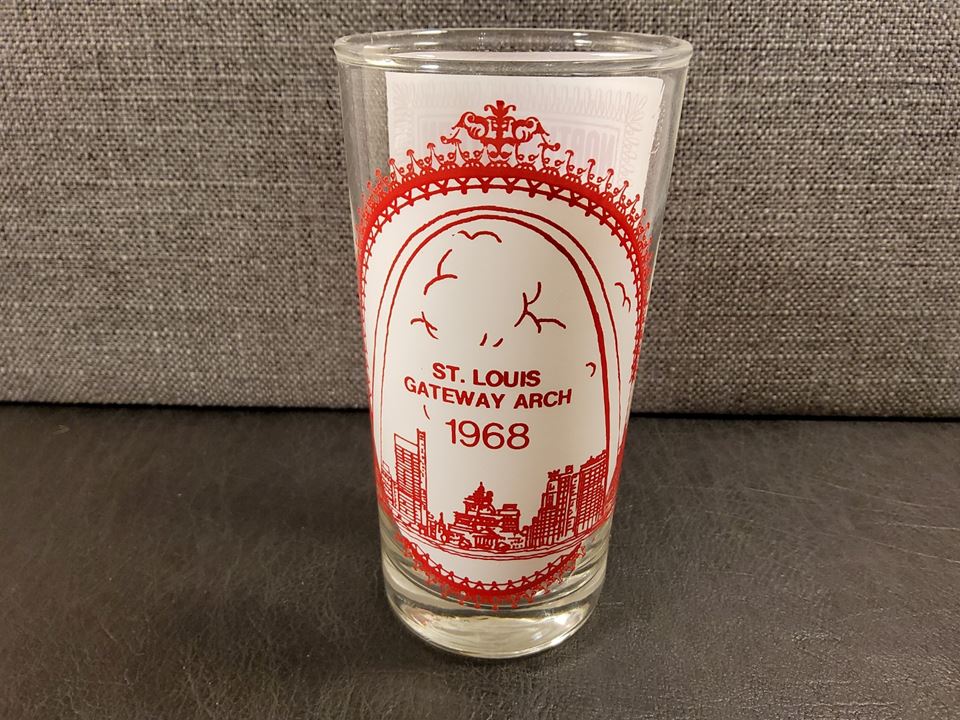 ST. LOUIS
GATEWAY ARCH
1968